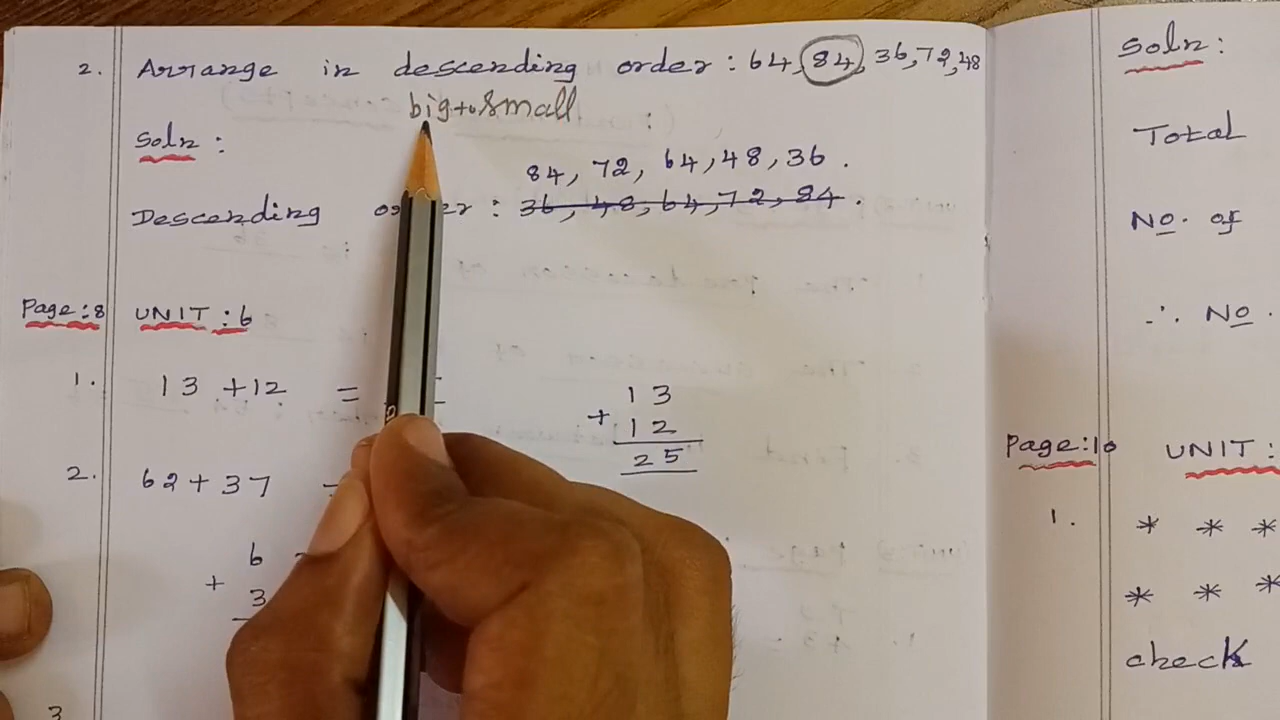 2. Arrange in descending order : 64, 84, 36, 72, 48
big to small
Soln :
84, 72, 64, 48, 36 .
Descending : 36, 48, 64, 72, 84 .
Page : 8 UNIT : 6
1. 13 + 12 =
13
+ 12
25
2. 62 + 37
6
+ 3
3
Soln :
Total
No. of
∴ No.
Page : 10 UNIT :
1. * * *
* * *
check